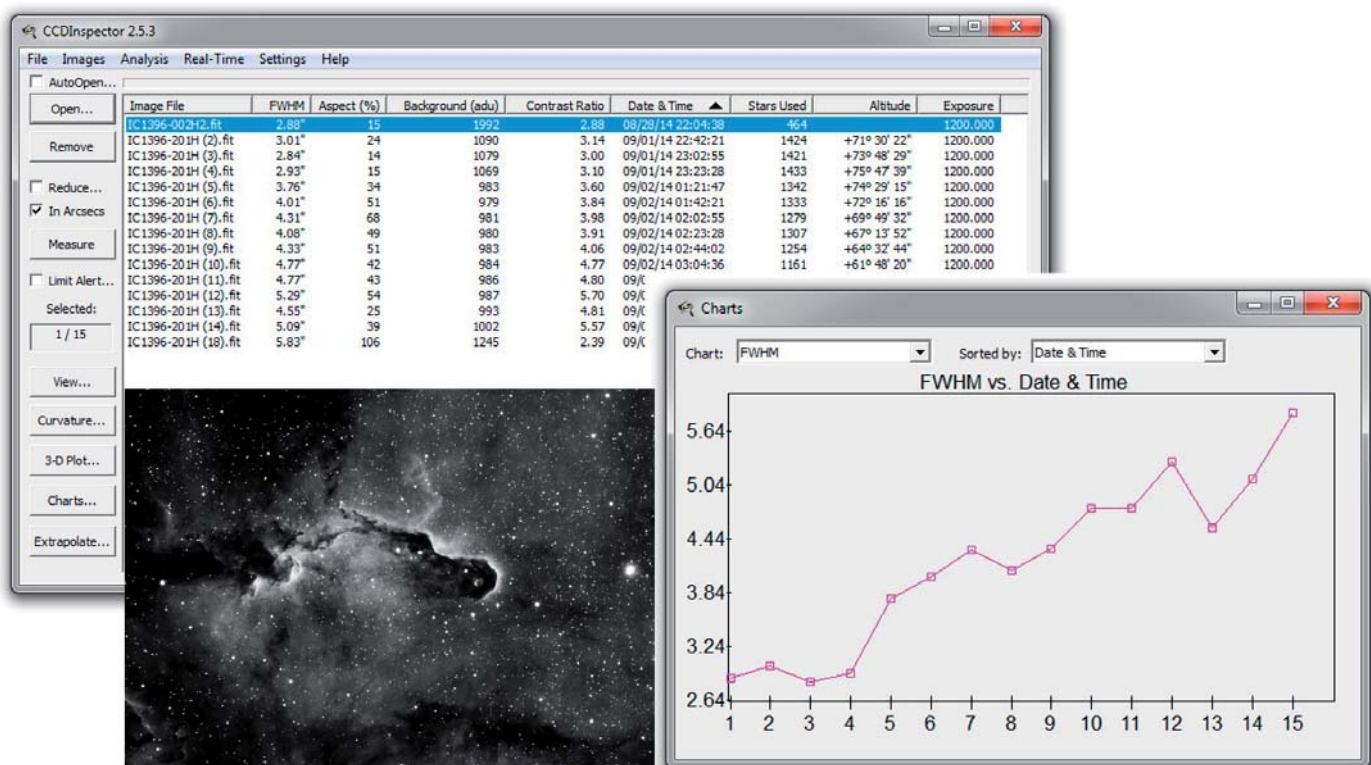 CCDInspector 2.5.3
File Images Analysis Real-Time Settings Help
AutoOpen...
Open...
Remove
Reduce...
In Arcsecs
Measure
Limit Alert...
Selected:
1 / 15
View...
Curvature...
3-D Plot...
Charts...
Extrapolate...
Image File FWHM Aspect (%) Background (adu) Contrast Ratio Date & Time Stars Used Altitude Exposure
IC1396-002H2.fit 2.88" 15 1992 2.88 08/28/14 22:04:38 464 1200.000
IC1396-201H (2).fit 3.01" 24 1090 3.14 09/01/14 22:42:21 1424 +71º 30' 22" 1200.000
IC1396-201H (3).fit 2.84" 14 1079 3.00 09/01/14 23:02:55 1421 +73º 48' 29" 1200.000
IC1396-201H (4).fit 2.93" 15 1069 3.10 09/01/14 23:23:28 1433 +75º 47' 39" 1200.000
IC1396-201H (5).fit 3.76" 34 983 3.60 09/02/14 01:21:47 1342 +74º 29' 15" 1200.000
IC1396-201H (6).fit 4.01" 51 979 3.84 09/02/14 01:42:21 1333 +72º 16' 16" 1200.000
IC1396-201H (7).fit 4.31" 68 981 3.98 09/02/14 02:02:55 1279 +69º 49' 32" 1200.000
IC1396-201H (8).fit 4.08" 49 980 3.91 09/02/14 02:23:28 1307 +67º 13' 52" 1200.000
IC1396-201H (9).fit 4.33" 51 983 4.06 09/02/14 02:44:02 1254 +64º 32' 44" 1200.000
IC1396-201H (10).fit 4.77" 42 984 4.77 09/02/14 03:04:36 1161 +61º 48' 20" 1200.000
IC1396-201H (11).fit 4.77" 43 986 4.80 09/
IC1396-201H (12).fit 5.29" 54 987 5.70 09/
IC1396-201H (13).fit 4.55" 25 993 4.81 09/
IC1396-201H (14).fit 5.09" 39 1002 5.57 09/
IC1396-201H (18).fit 5.83" 106 1245 2.39 09/
Charts
Chart: FWHM Sorted by: Date & Time
FWHM vs. Date & Time
5.64
5.04
4.44
3.84
3.24
2.64
1 2 3 4 5 6 7 8 9 10 11 12 13 14 15